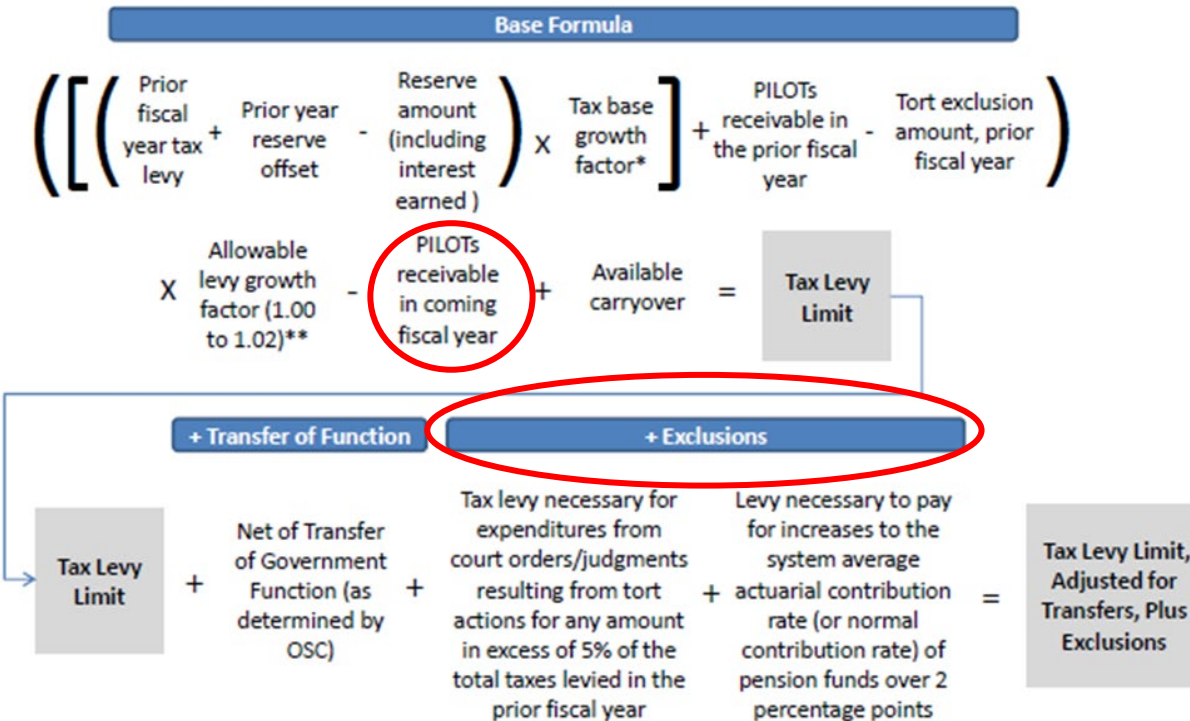 Base Formula
Prior
fiscal
year tax
levy
+
Prior year
reserve
offset
-
Reserve
amount
(including
interest
earned )
X
Tax base
growth
factor*
+
PILOTs
receivable in
the prior fiscal
year
-
Tort exclusion
amount, prior
fiscal year
X
Allowable
levy growth
factor (1.00
to 1.02)**
-
PILOTs
receivable
in coming
fiscal year
+
Available
carryover
=
Tax Levy
Limit
+ Transfer of Function
+ Exclusions
Tax Levy
Limit
+
Net of Transfer
of Government
Function (as
determined by
OSC)
+
Tax levy necessary for
expenditures from
court orders/judgments
resulting from tort
actions for any amount
in excess of 5% of the
total taxes levied in the
prior fiscal year
+
Levy necessary to pay
for increases to the
system average
actuarial contribution
rate (or normal
contribution rate) of
pension funds over 2
percentage points
=
Tax Levy Limit,
Adjusted for
Transfers, Plus
Exclusions